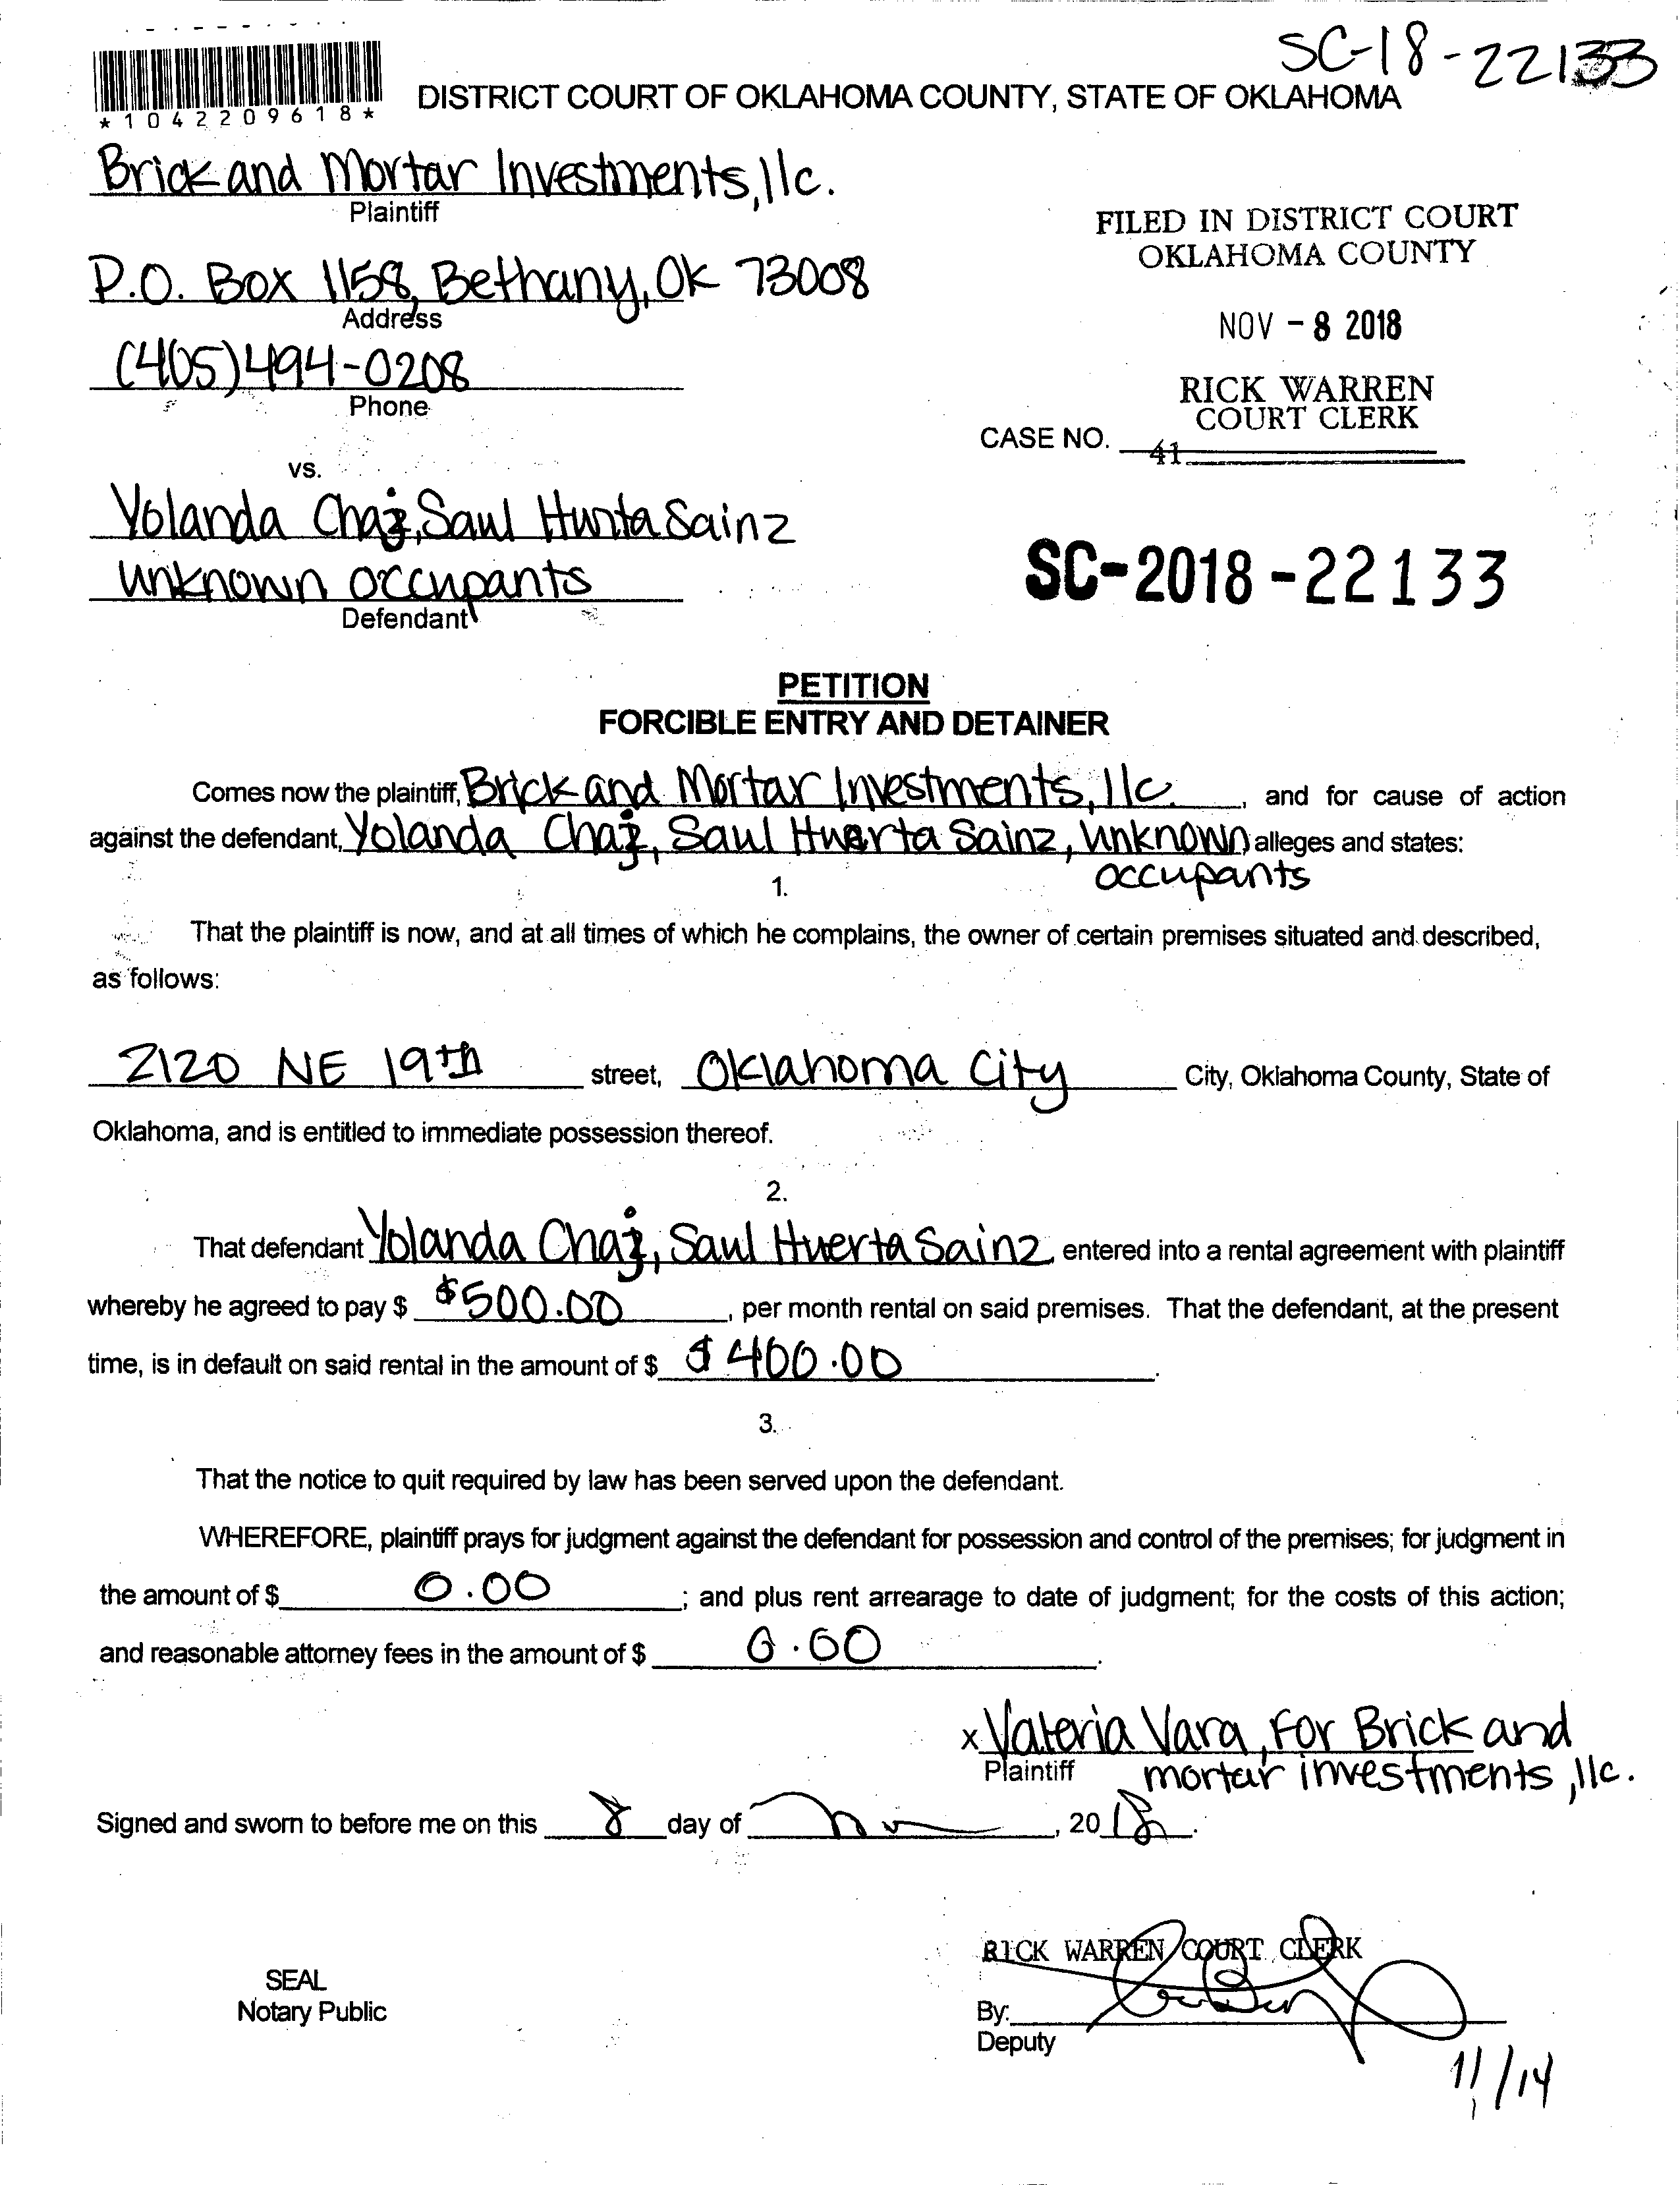 SC-18-22133
*1042209618*
DISTRICT COURT OF OKLAHOMA COUNTY, STATE OF OKLAHOMA
Brick and Mortar Investments, llc.
Plaintiff
P.O. Box 1158, Bethany, OK 73008
Address
(405)494-0208
Phone
FILED IN DISTRICT COURT
OKLAHOMA COUNTY
NOV - 8 2018
RICK WARREN
COURT CLERK
CASE NO.
41
vs.
Yolanda Saul Hurta Sainz
unknown occupants
Defendant
SC-2018-22133
PETITION
FORCIBLE ENTRY AND DETAINER
Comes now the plaintiff, Brick and Mortar Investments, llc. , and for cause of action
against the defendant, Yolanda Saul Huerta Sainz, unknown alleges and states:
occupants
1.
That the plaintiff is now, and at all times of which he complains, the owner of certain premises situated and described,
as follows:
2120 NE 19th street, Oklahoma City City, Oklahoma County, State of
Oklahoma, and is entitled to immediate possession thereof.
2.
That defendant Yolanda Saul Huerta Sainz entered into a rental agreement with plaintiff
whereby he agreed to pay $ $500.00 , per month rental on said premises. That the defendant, at the present
time, is in default on said rental in the amount of $ $400.00 .
3.
That the notice to quit required by law has been served upon the defendant.
WHEREFORE, plaintiff prays for judgment against the defendant for possession and control of the premises; for judgment in
the amount of $ 0.00 ; and plus rent arrearage to date of judgment; for the costs of this action;
and reasonable attorney fees in the amount of $ 0.00 .
x Valeria Vara, For Brick and
Plaintiff mortar investments, llc.
Signed and sworn to before me on this 8 day of , 2018.
RICK WARREN COURT CLERK
SEAL
Notary Public
By:
Deputy
11/14